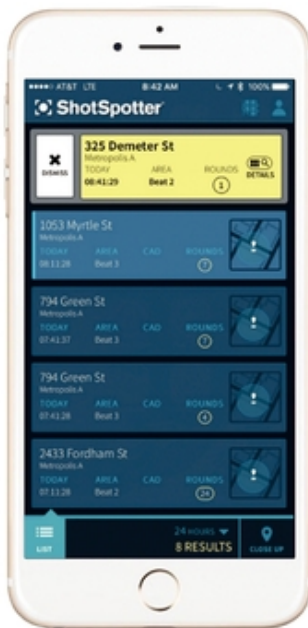 AT&T LTE 8:42 AM 100%
ShotSpotter
325 Demeter St
Metropolis.A
TODAY AREA ROUNDS
08:41:29 Beat 2 1
DISMISS
DETAILS
1053 Myrtle St
Metropolis.A
TODAY AREA CAD ROUNDS
08:11:28 Beat 3 7
794 Green St
Metropolis.A
TODAY AREA CAD ROUNDS
07:41:37 Beat 3 7
794 Green St
Metropolis.A
TODAY AREA CAD ROUNDS
07:41:28 Beat 3 4
2433 Fordham St
Metropolis.A
TODAY AREA CAD ROUNDS
07:11:28 Beat 2 24
LIST
24 HOURS
8 RESULTS
CLOSE UP